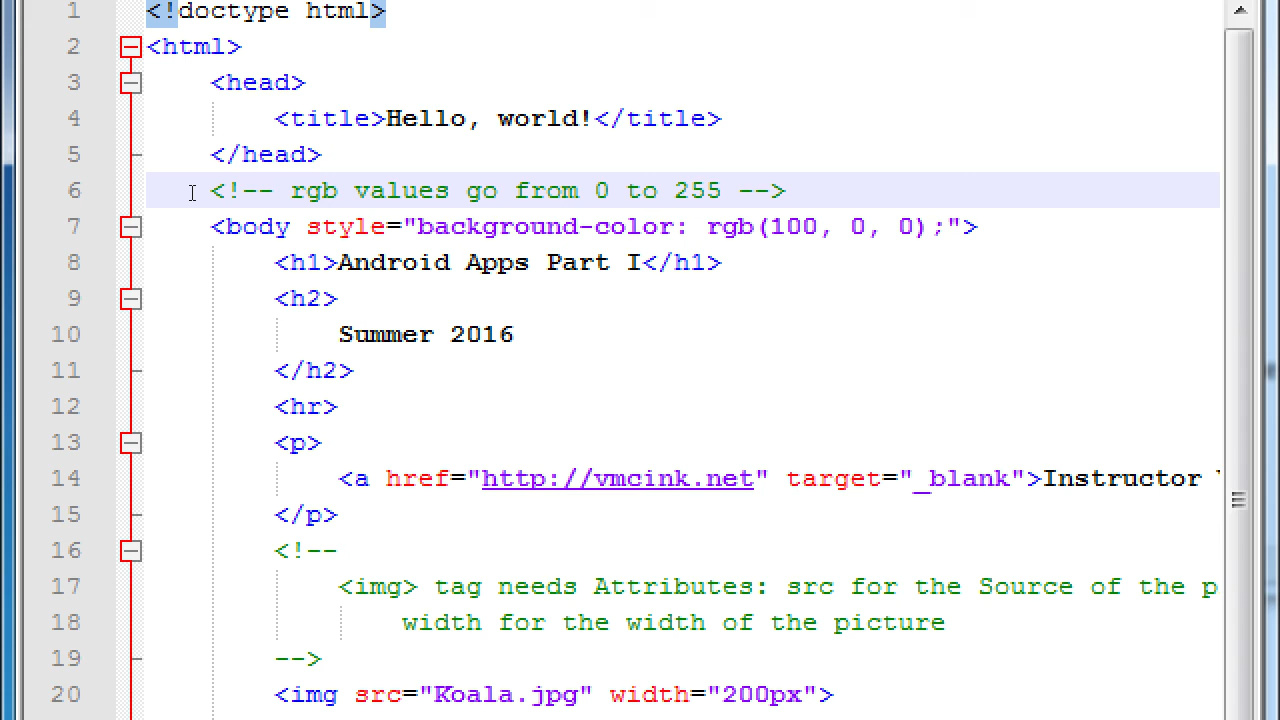 1 <!doctype html>
2 <html>
3 <head>
4 <title>Hello, world!</title>
5 </head>
6 <!-- rgb values go from 0 to 255 -->
7 <body style="background-color: rgb(100, 0, 0);">
8 <h1>Android Apps Part I</h1>
9 <h2>
10 Summer 2016
11 </h2>
12 <hr>
13 <p>
14 <a href="http://vmcink.net" target="_blank">Instructor
15 </p>
16 <!--
17 <img> tag needs Attributes: src for the Source of the p
18 width for the width of the picture
19 -->
20 <img src="Koala.jpg" width="200px">